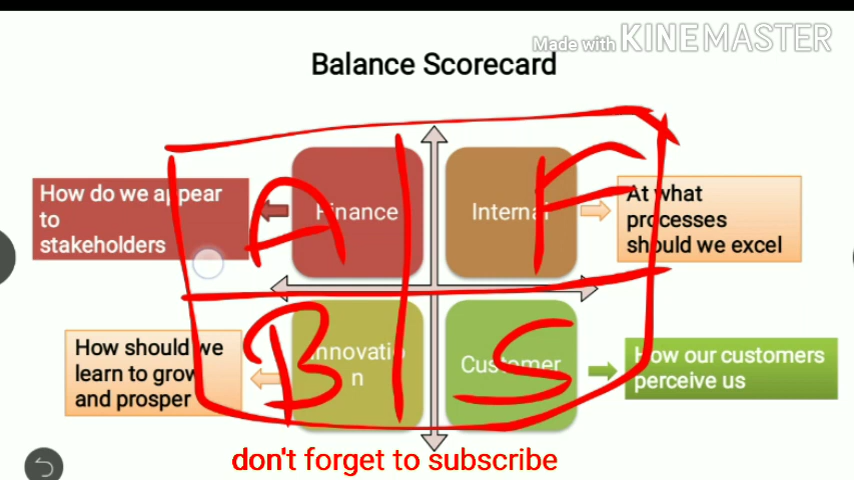 Made with KINEMASTER
Balance Scorecard
How do we appear
to
stakeholders
Finance
Internal
At what
processes
should we excel
A
F
How should we
learn to grow
and prosper
Innovatio
n
Customer
How our customers
perceive us
B
S
don't forget to subscribe